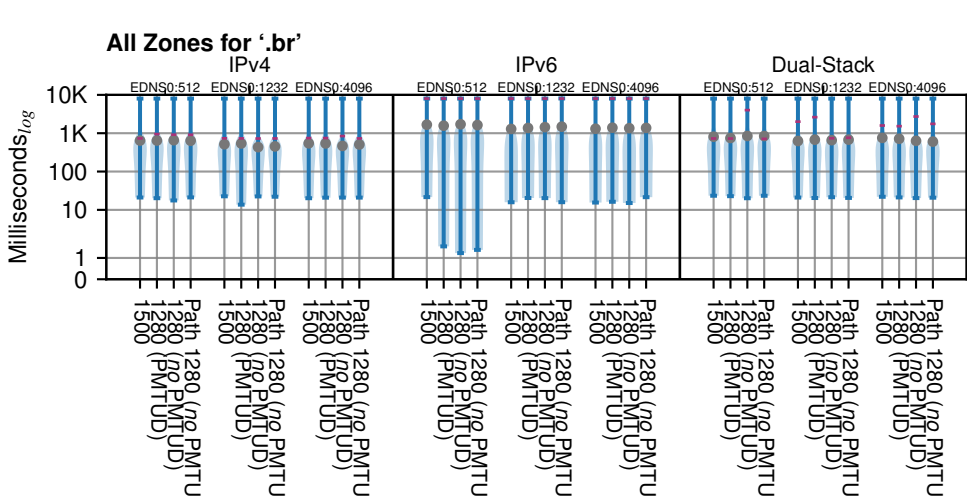 All Zones for ‘.br’
IPv4
IPv6
Dual-Stack
EDNS0:512
EDNS0:1232
EDNS0:4096
EDNS0:512
EDNS0:1232
EDNS0:4096
EDNS0:512
EDNS0:1232
EDNS0:4096
Milliseconds log
10K
1K
100
10
1
0
1500
1280 (PMTUD)
1280 (no PMTUD)
Path 1280 (no PMTU
1500
1280 (PMTUD)
1280 (no PMTUD)
Path 1280 (no PMTU
1500
1280 (PMTUD)
1280 (no PMTUD)
Path 1280 (no PMTU
1500
1280 (PMTUD)
1280 (no PMTUD)
Path 1280 (no PMTU
1500
1280 (PMTUD)
1280 (no PMTUD)
Path 1280 (no PMTU
1500
1280 (PMTUD)
1280 (no PMTUD)
Path 1280 (no PMTU
1500
1280 (PMTUD)
1280 (no PMTUD)
Path 1280 (no PMTU
1500
1280 (PMTUD)
1280 (no PMTUD)
Path 1280 (no PMTU
1500
1280 (PMTUD)
1280 (no PMTUD)
Path 1280 (no PMTU